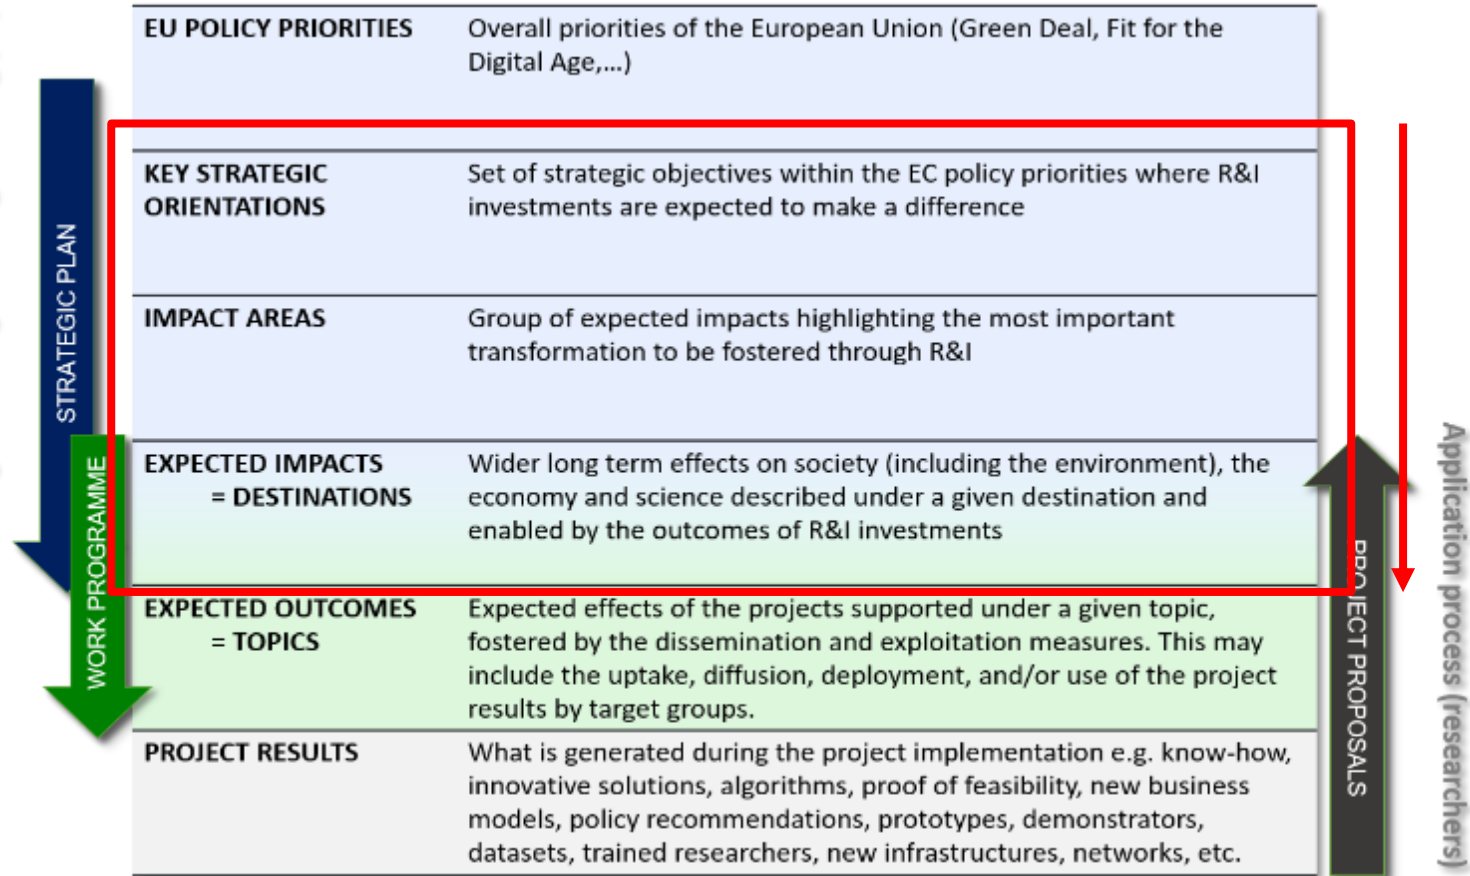 EU POLICY PRIORITIES
Overall priorities of the European Union (Green Deal, Fit for the
Digital Age,...)
KEY STRATEGIC
ORIENTATIONS
Set of strategic objectives within the EC policy priorities where R&I
investments are expected to make a difference
IMPACT AREAS
Group of expected impacts highlighting the most important
transformation to be fostered through R&I
EXPECTED IMPACTS
= DESTINATIONS
Wider long term effects on society (including the environment), the
economy and science described under a given destination and
enabled by the outcomes of R&I investments
EXPECTED OUTCOMES
= TOPICS
Expected effects of the projects supported under a given topic,
fostered by the dissemination and exploitation measures. This may
include the uptake, diffusion, deployment, and/or use of the project
results by target groups.
PROJECT RESULTS
What is generated during the project implementation e.g. know-how,
innovative solutions, algorithms, proof of feasibility, new business
models, policy recommendations, prototypes, demonstrators,
datasets, trained researchers, new infrastructures, networks, etc.
STRATEGIC PLAN
WORK PROGRAMME
PROJECT PROPOSALS
Application process (researchers)